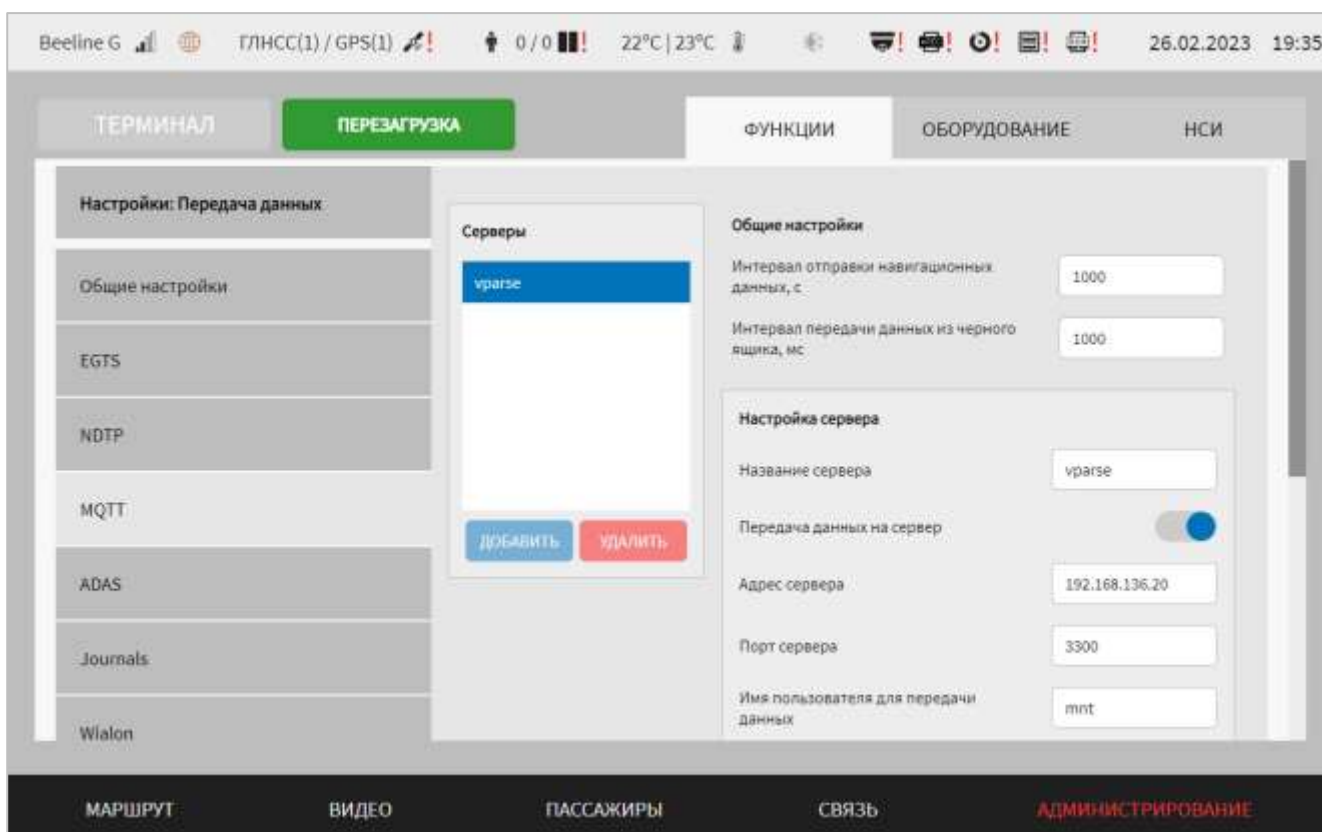 Beeline G ГЛНСС(1) / GPS(1) ! 0 / 0 ! 22°C | 23°C ! ! ! ! ! 26.02.2023 19:35
ТЕРМИНАЛ ПЕРЕЗАГРУЗКА ФУНКЦИИ ОБОРУДОВАНИЕ НСИ
Настройки: Передача данных
Общие настройки
EGTS
NDTP
MQTT
ADAS
Journals
Wialon
Серверы
vparse
ДОБАВИТЬ УДАЛИТЬ
Общие настройки
Интервал отправки навигационных
данных, с
1000
Интервал передачи данных из черного
ящика, мс
1000
Настройка сервера
Название сервера vparse
Передача данных на сервер
Адрес сервера 192.168.136.20
Порт сервера 3300
Имя пользователя для передачи
данных
mnt
МАРШРУТ ВИДЕО ПАССАЖИРЫ СВЯЗЬ АДМИНИСТРИРОВАНИЕ